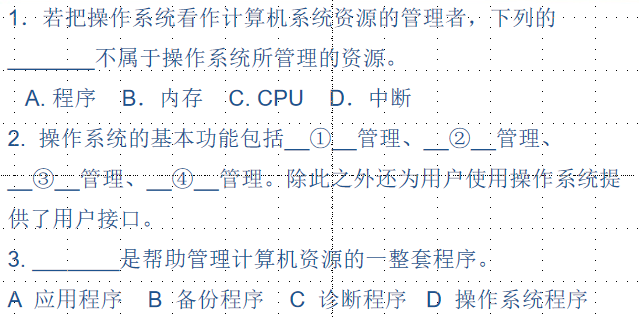 1．若把操作系统看作计算机系统资源的管理者，下列的
_______不属于操作系统所管理的资源。
A. 程序 B．内存 C. CPU D．中断
2. 操作系统的基本功能包括__①__管理、__②__管理、
__③__管理、__④__管理。除此之外还为用户使用操作系统提
供了用户接口。
3. _______是帮助管理计算机资源的一整套程序。
A 应用程序 B 备份程序 C 诊断程序 D 操作系统程序